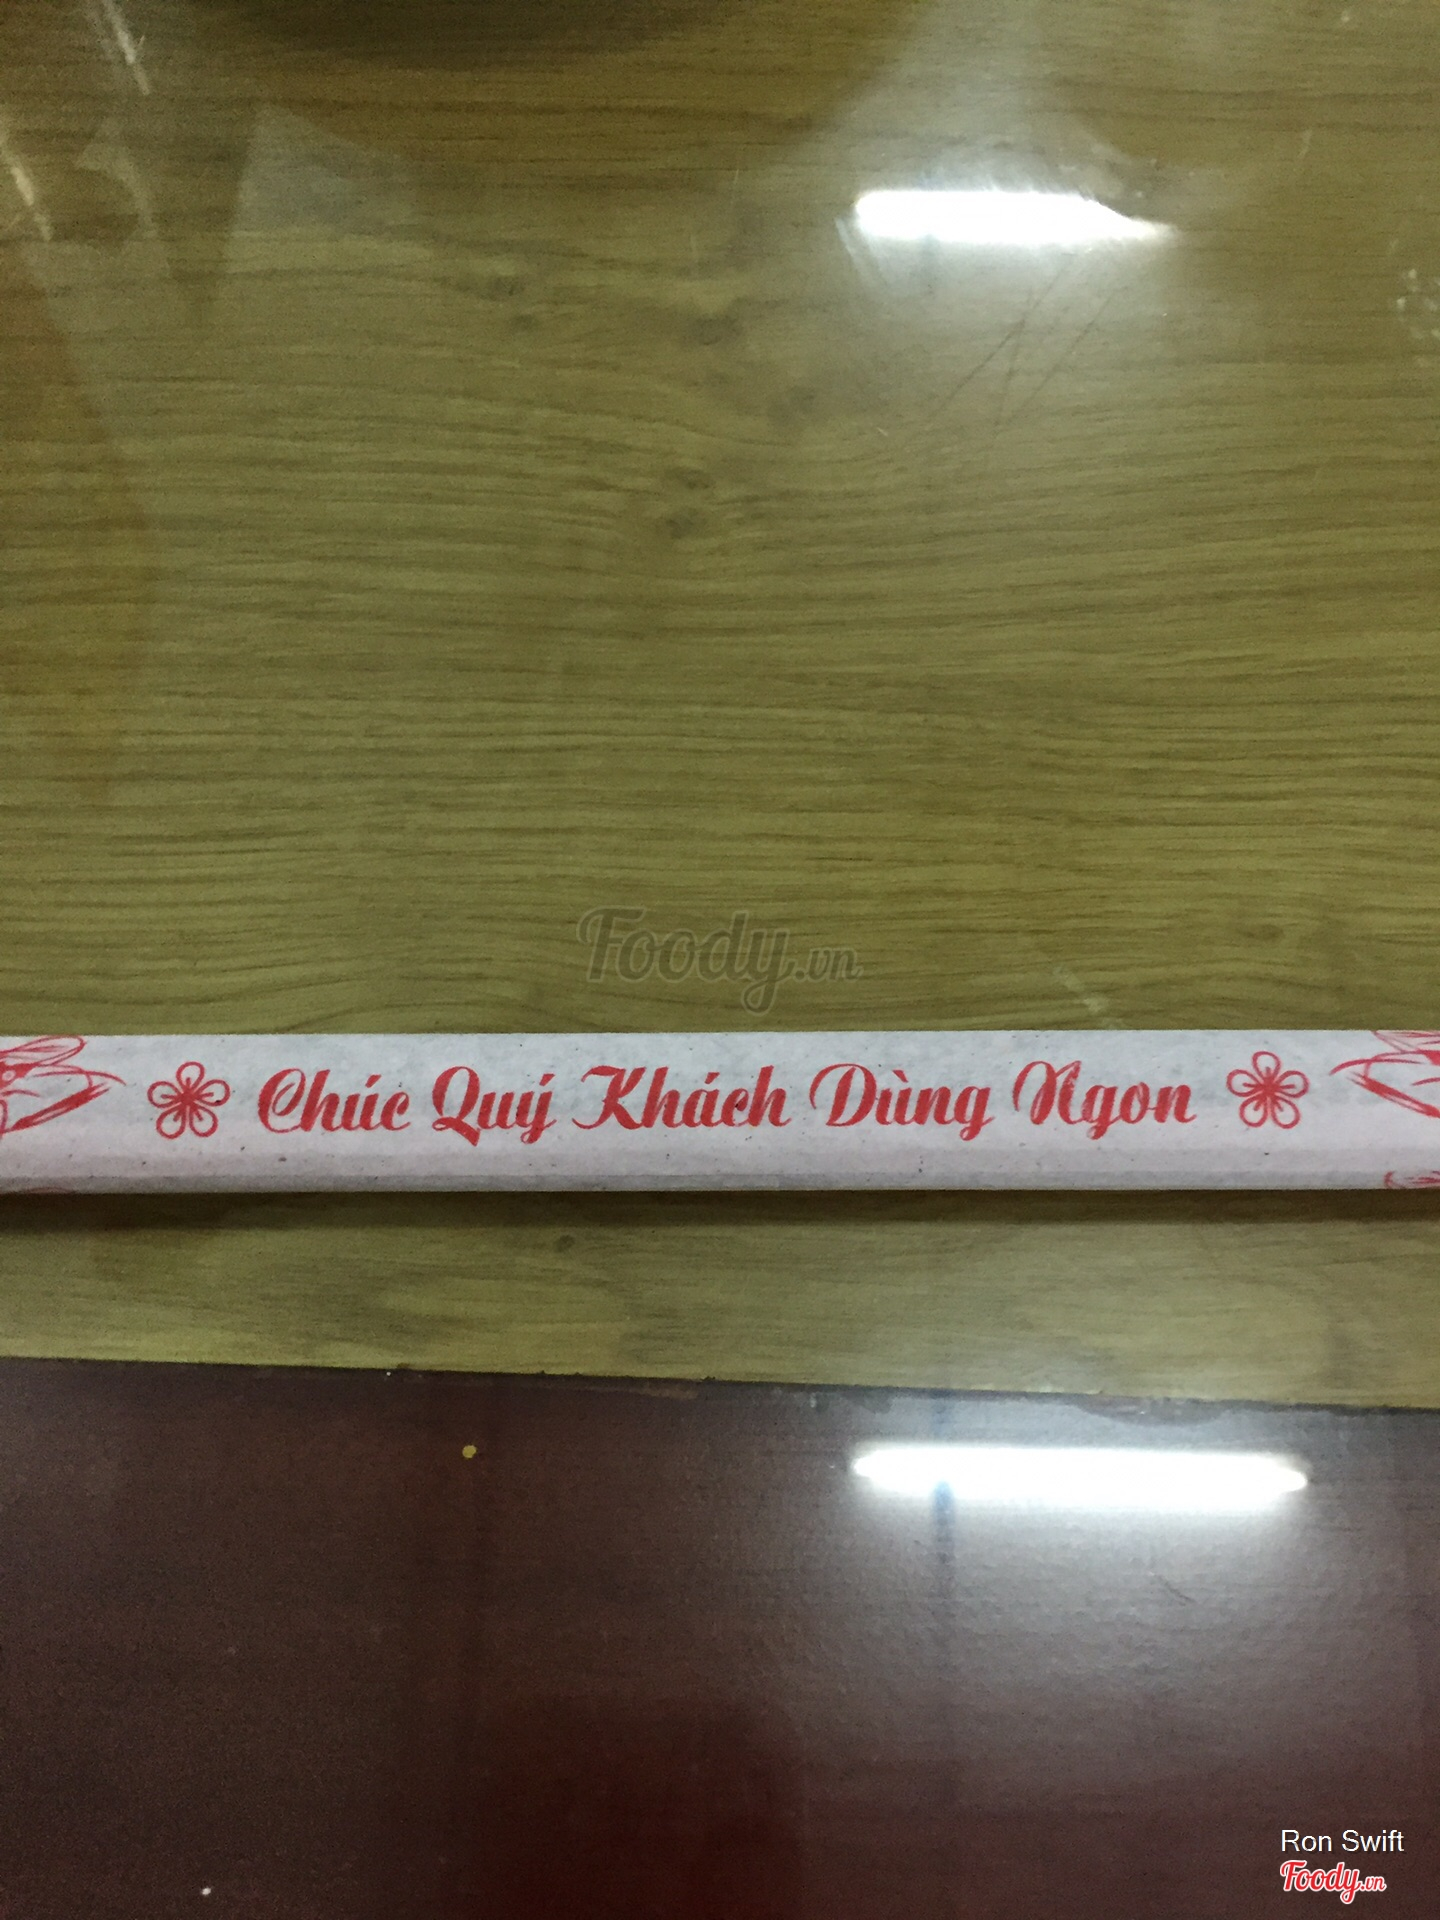 Foody.vn
Chúc Quý Khách Dùng Ngon
Ron Swift
Foody.vn